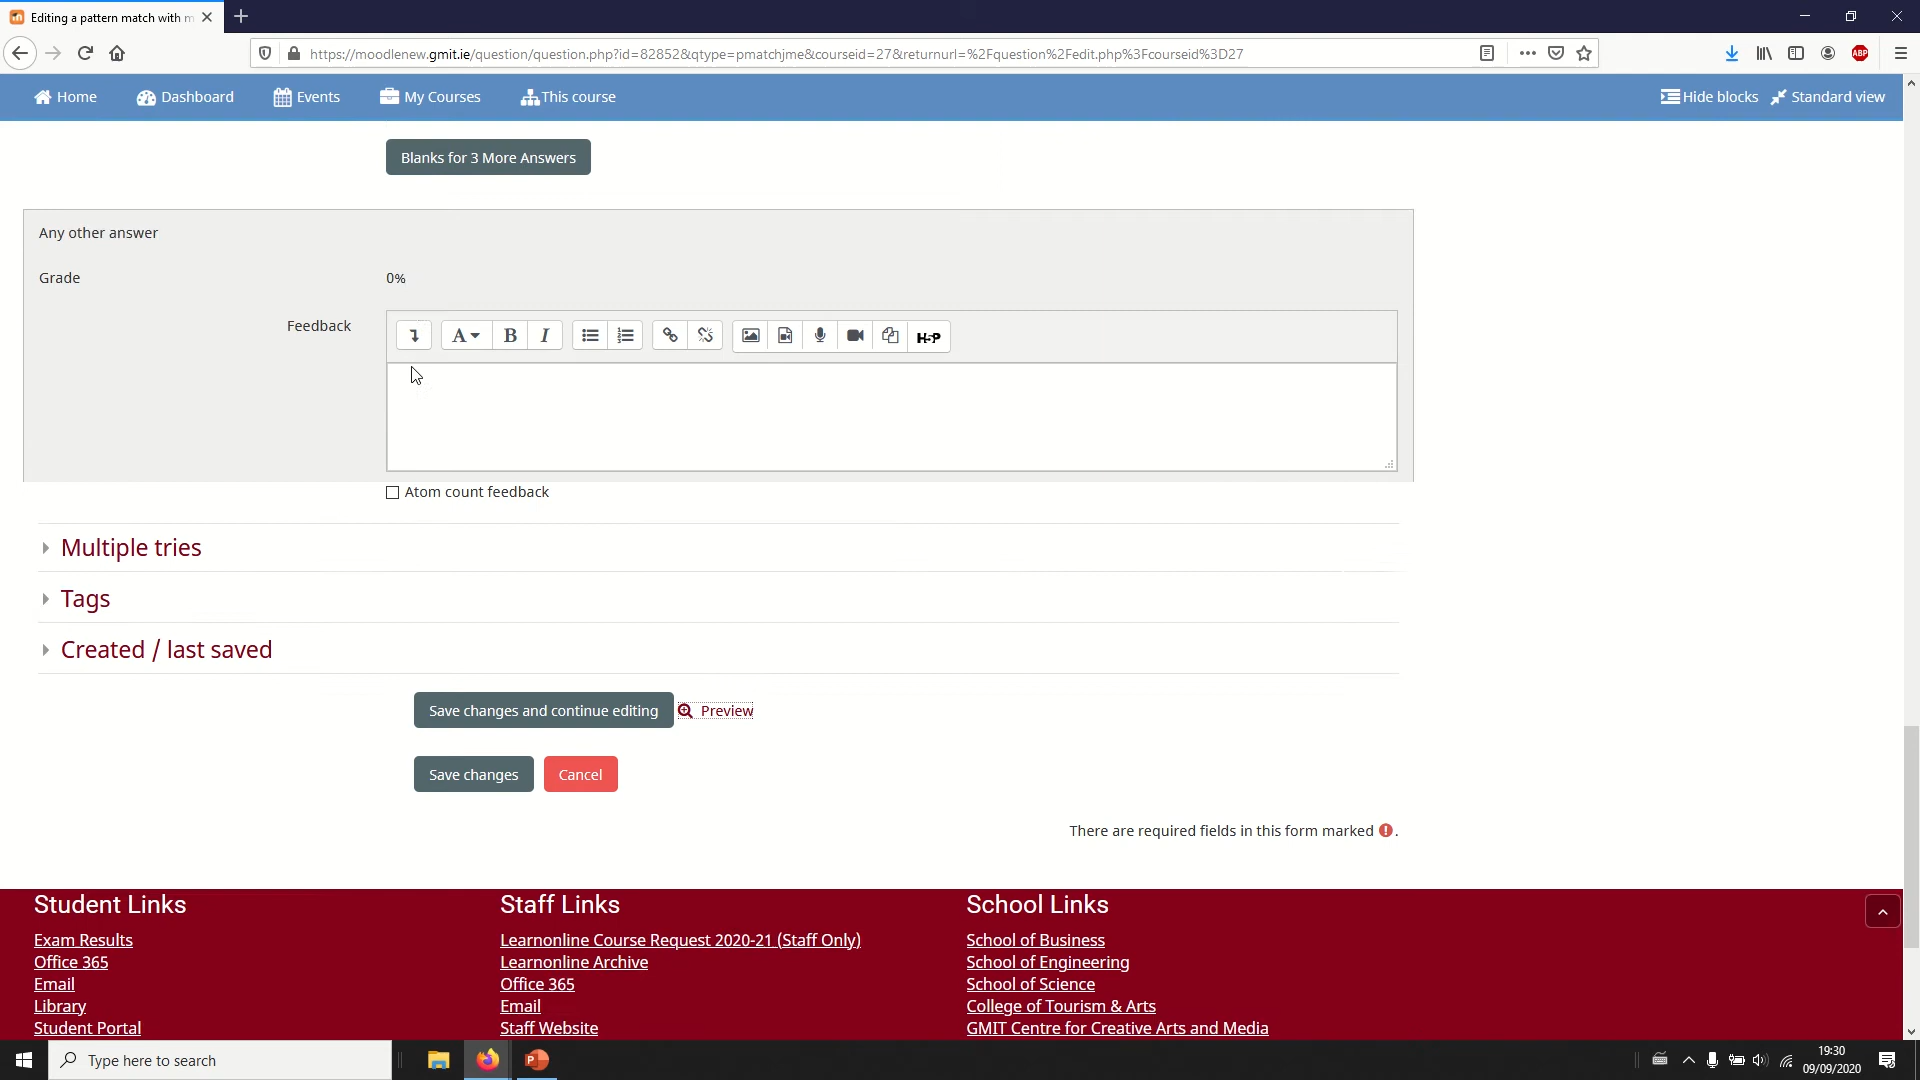 Editing a pattern match with m
https://moodlenew.gmit.ie/question/question.php?id=82852&qtype=pmatchjme&courseid=27&returnurl=%2Fquestion%2Fedit.php%3Fcourseid%3D27
ABP
Home Dashboard Events My Courses This course Hide blocks Standard view
Blanks for 3 More Answers
Any other answer
Grade 0%
Feedback
A B I H5P
Atom count feedback
Multiple tries
Tags
Created / last saved
Save changes and continue editing Preview
Save changes Cancel
There are required fields in this form marked .
Student Links Staff Links School Links
Exam Results Learnonline Course Request 2020-21 (Staff Only) School of Business
Office 365 Learnonline Archive School of Engineering
Email Office 365 School of Science
Library Email College of Tourism & Arts
Student Portal Staff Website GMIT Centre for Creative Arts and Media
Type here to search
19:30
09/09/2020